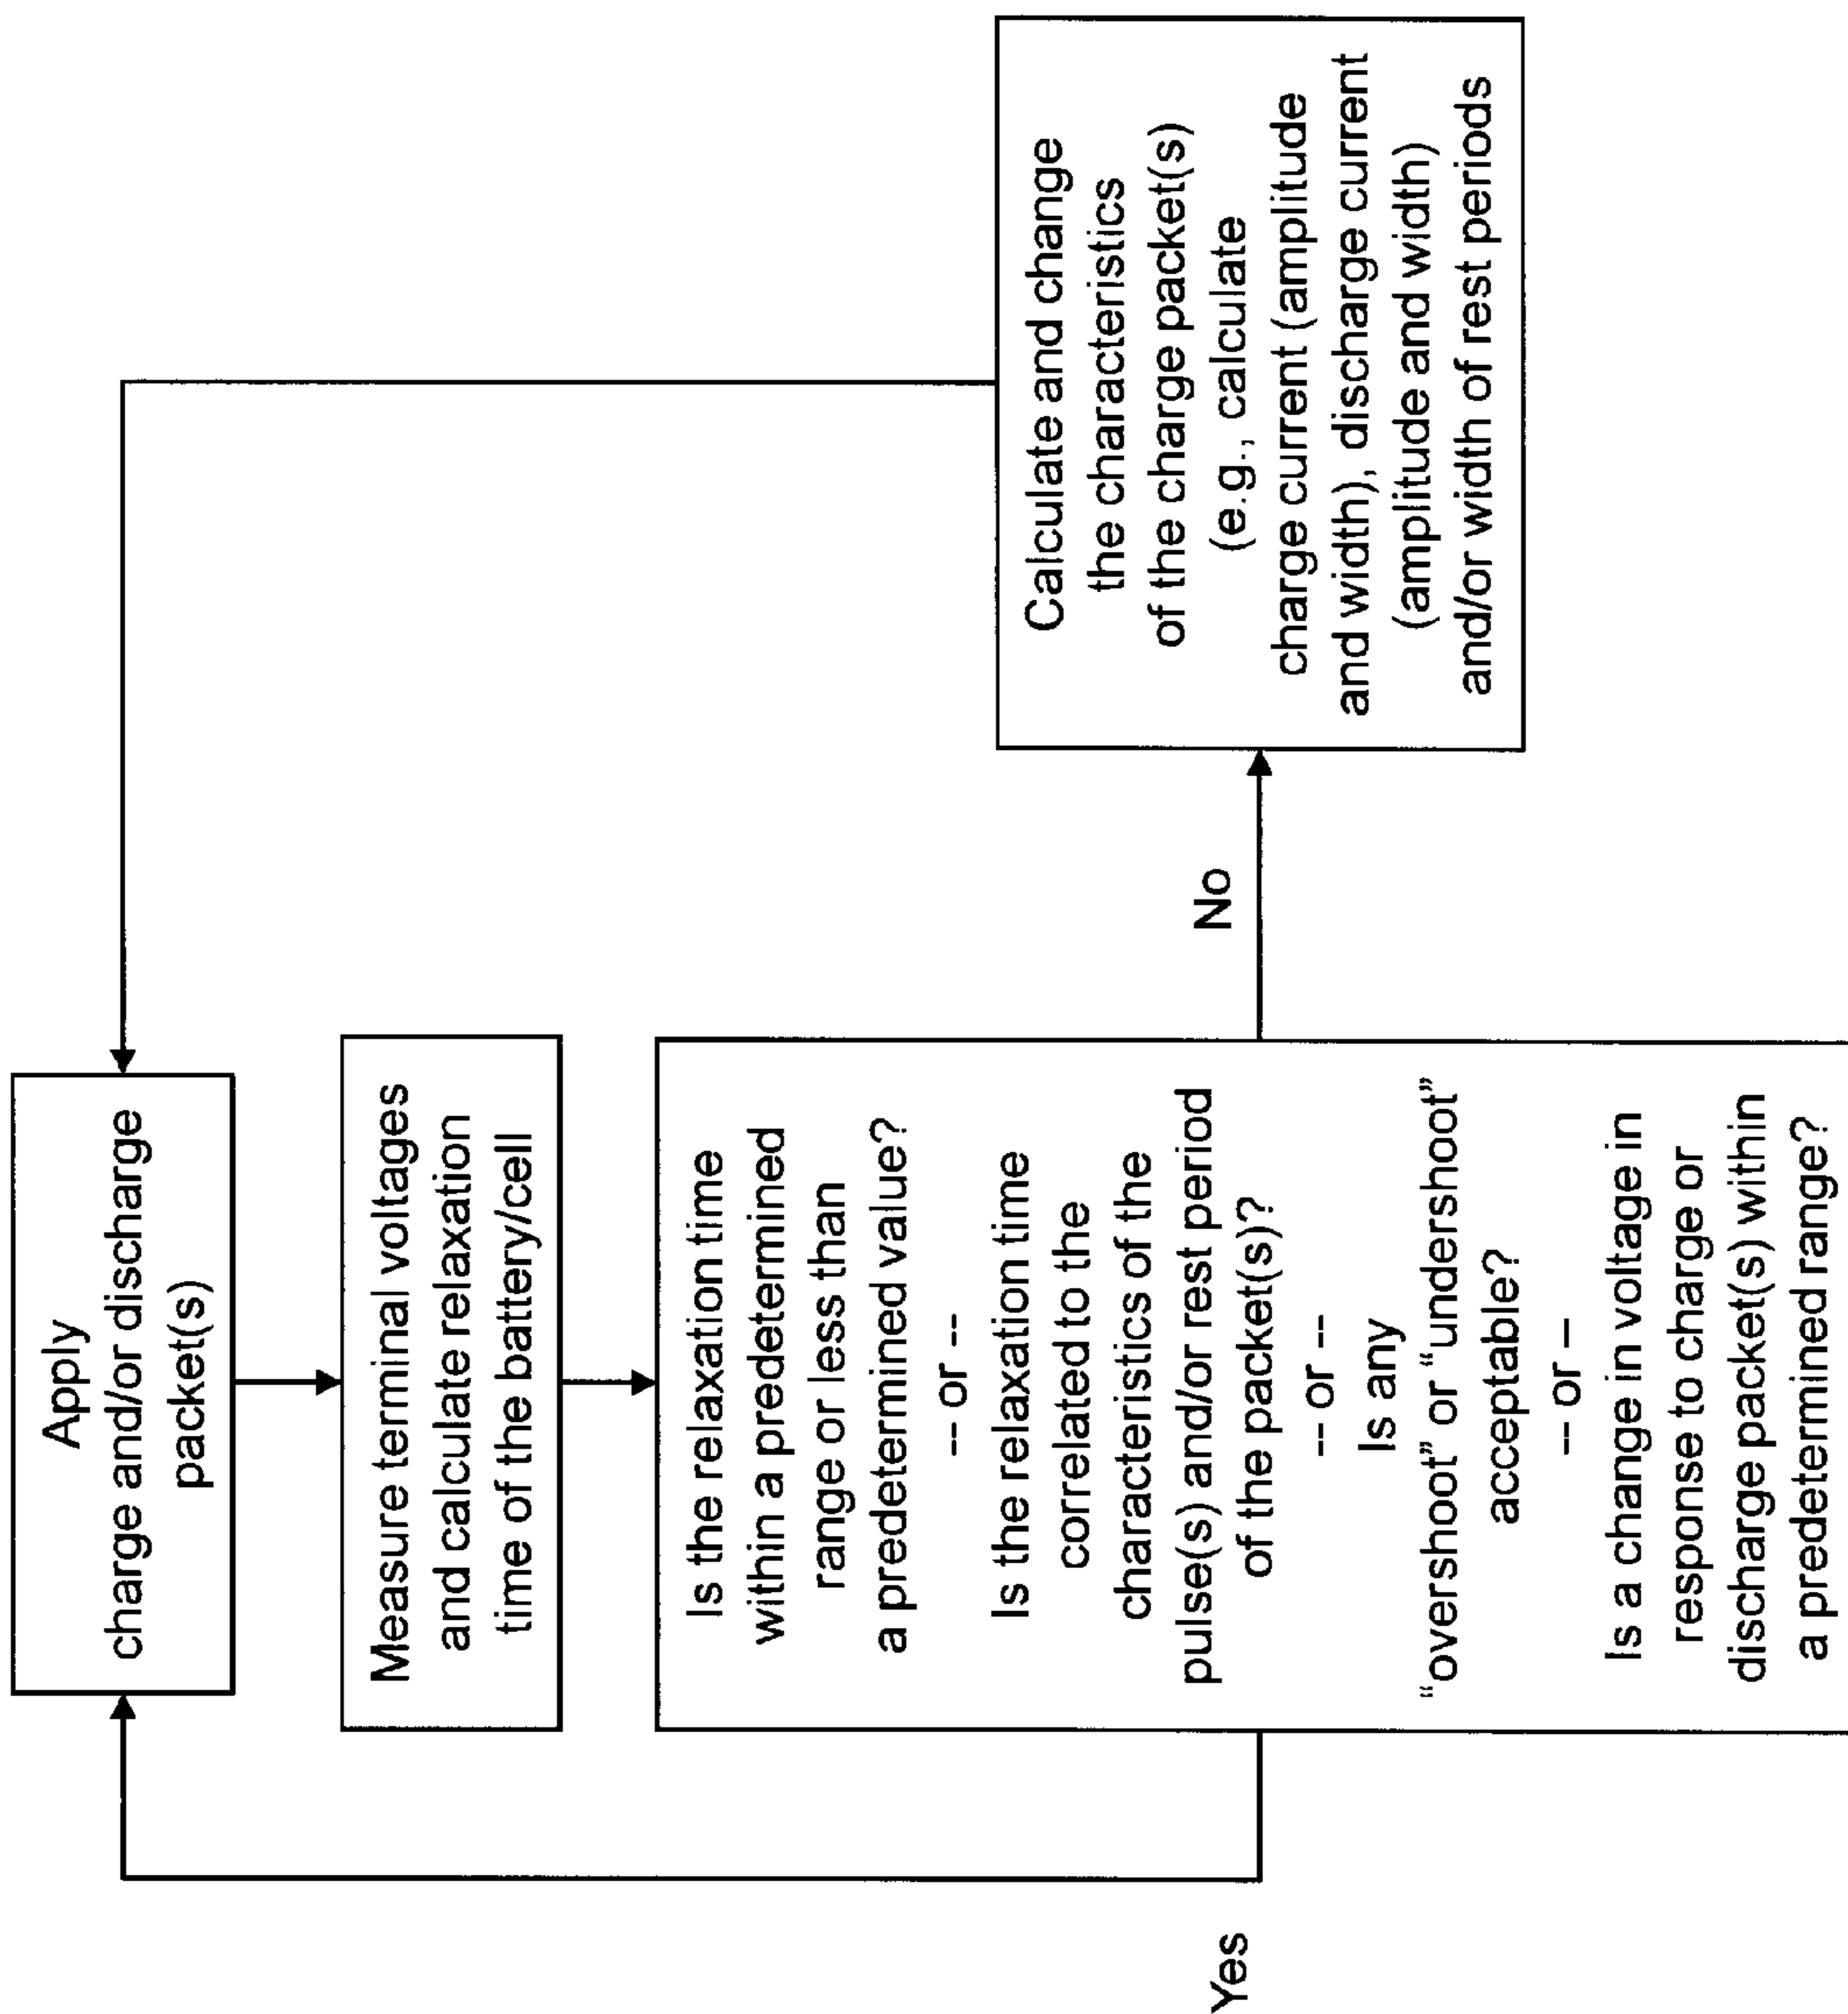 Apply
charge and/or discharge
packet(s)
Measure terminal voltages
and calculate relaxation
time of the battery/cell
Is the relaxation time
within a predetermined
range or less than
a predetermined value?
-- or --
Is the relaxation time
correlated to the
characteristics of the
pulse(s) and/or rest period
of the packet(s)?
-- or --
Is any
“overshoot” or “undershoot”
acceptable?
-- or –
Is a change in voltage in
response to charge or
discharge packet(s) within
a predetermined range?
Yes
No
Calculate and change
the characteristics
of the charge packet(s)
(e.g., calculate
charge current (amplitude
and width), discharge current
(amplitude and width)
and/or width of rest periods